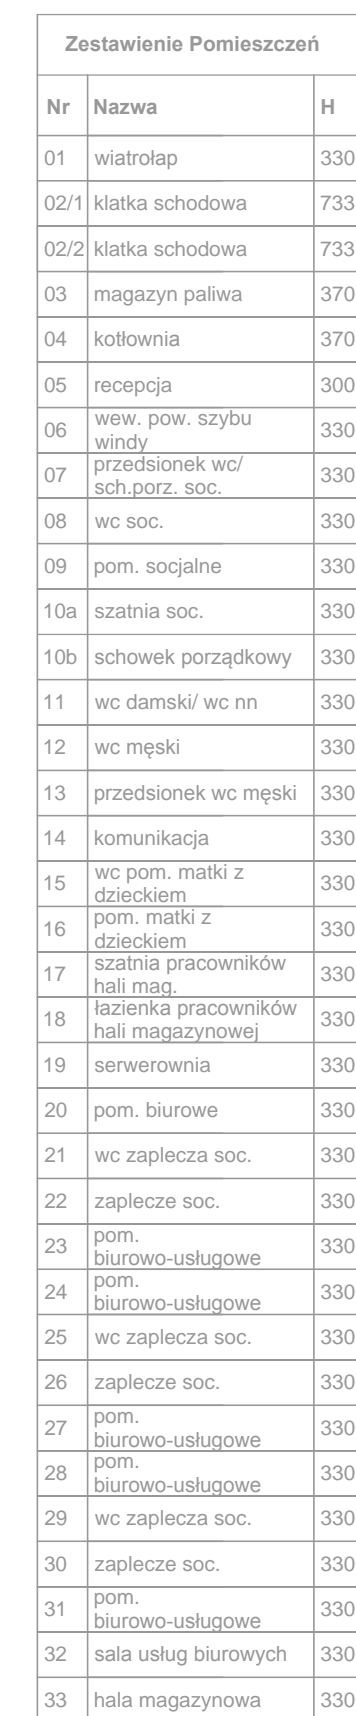 Zestawienie Pomieszczeń
Nr Nazwa H
01 wiatrołap 330
02/1 klatka schodowa 733
02/2 klatka schodowa 733
03 magazyn paliwa 370
04 kotłownia 370
05 recepcja 300
06 wew. pow. szybu
windy 330
07 przedsionek wc/
sch.porz. soc. 330
08 wc soc. 330
09 pom. socjalne 330
10a szatnia soc. 330
10b schowek porządkowy 330
11 wc damski/ wc nn 330
12 wc męski 330
13 przedsionek wc męski 330
14 komunikacja 330
15 wc pom. matki z
dzieckiem 330
16 pom. matki z
dzieckiem 330
17 szatnia pracowników
hali mag. 330
18 łazienka pracowników
hali magazynowej 330
19 serwerownia 330
20 pom. biurowe 330
21 wc zaplecza soc. 330
22 zaplecze soc. 330
23 pom.
biurowo-usługowe 330
24 pom.
biurowo-usługowe 330
25 wc zaplecza soc. 330
26 zaplecze soc. 330
27 pom.
biurowo-usługowe 330
28 pom.
biurowo-usługowe 330
29 wc zaplecza soc. 330
30 zaplecze soc. 330
31 pom.
biurowo-usługowe 330
32 sala usług biurowych 330
33 hala magazynowa 330